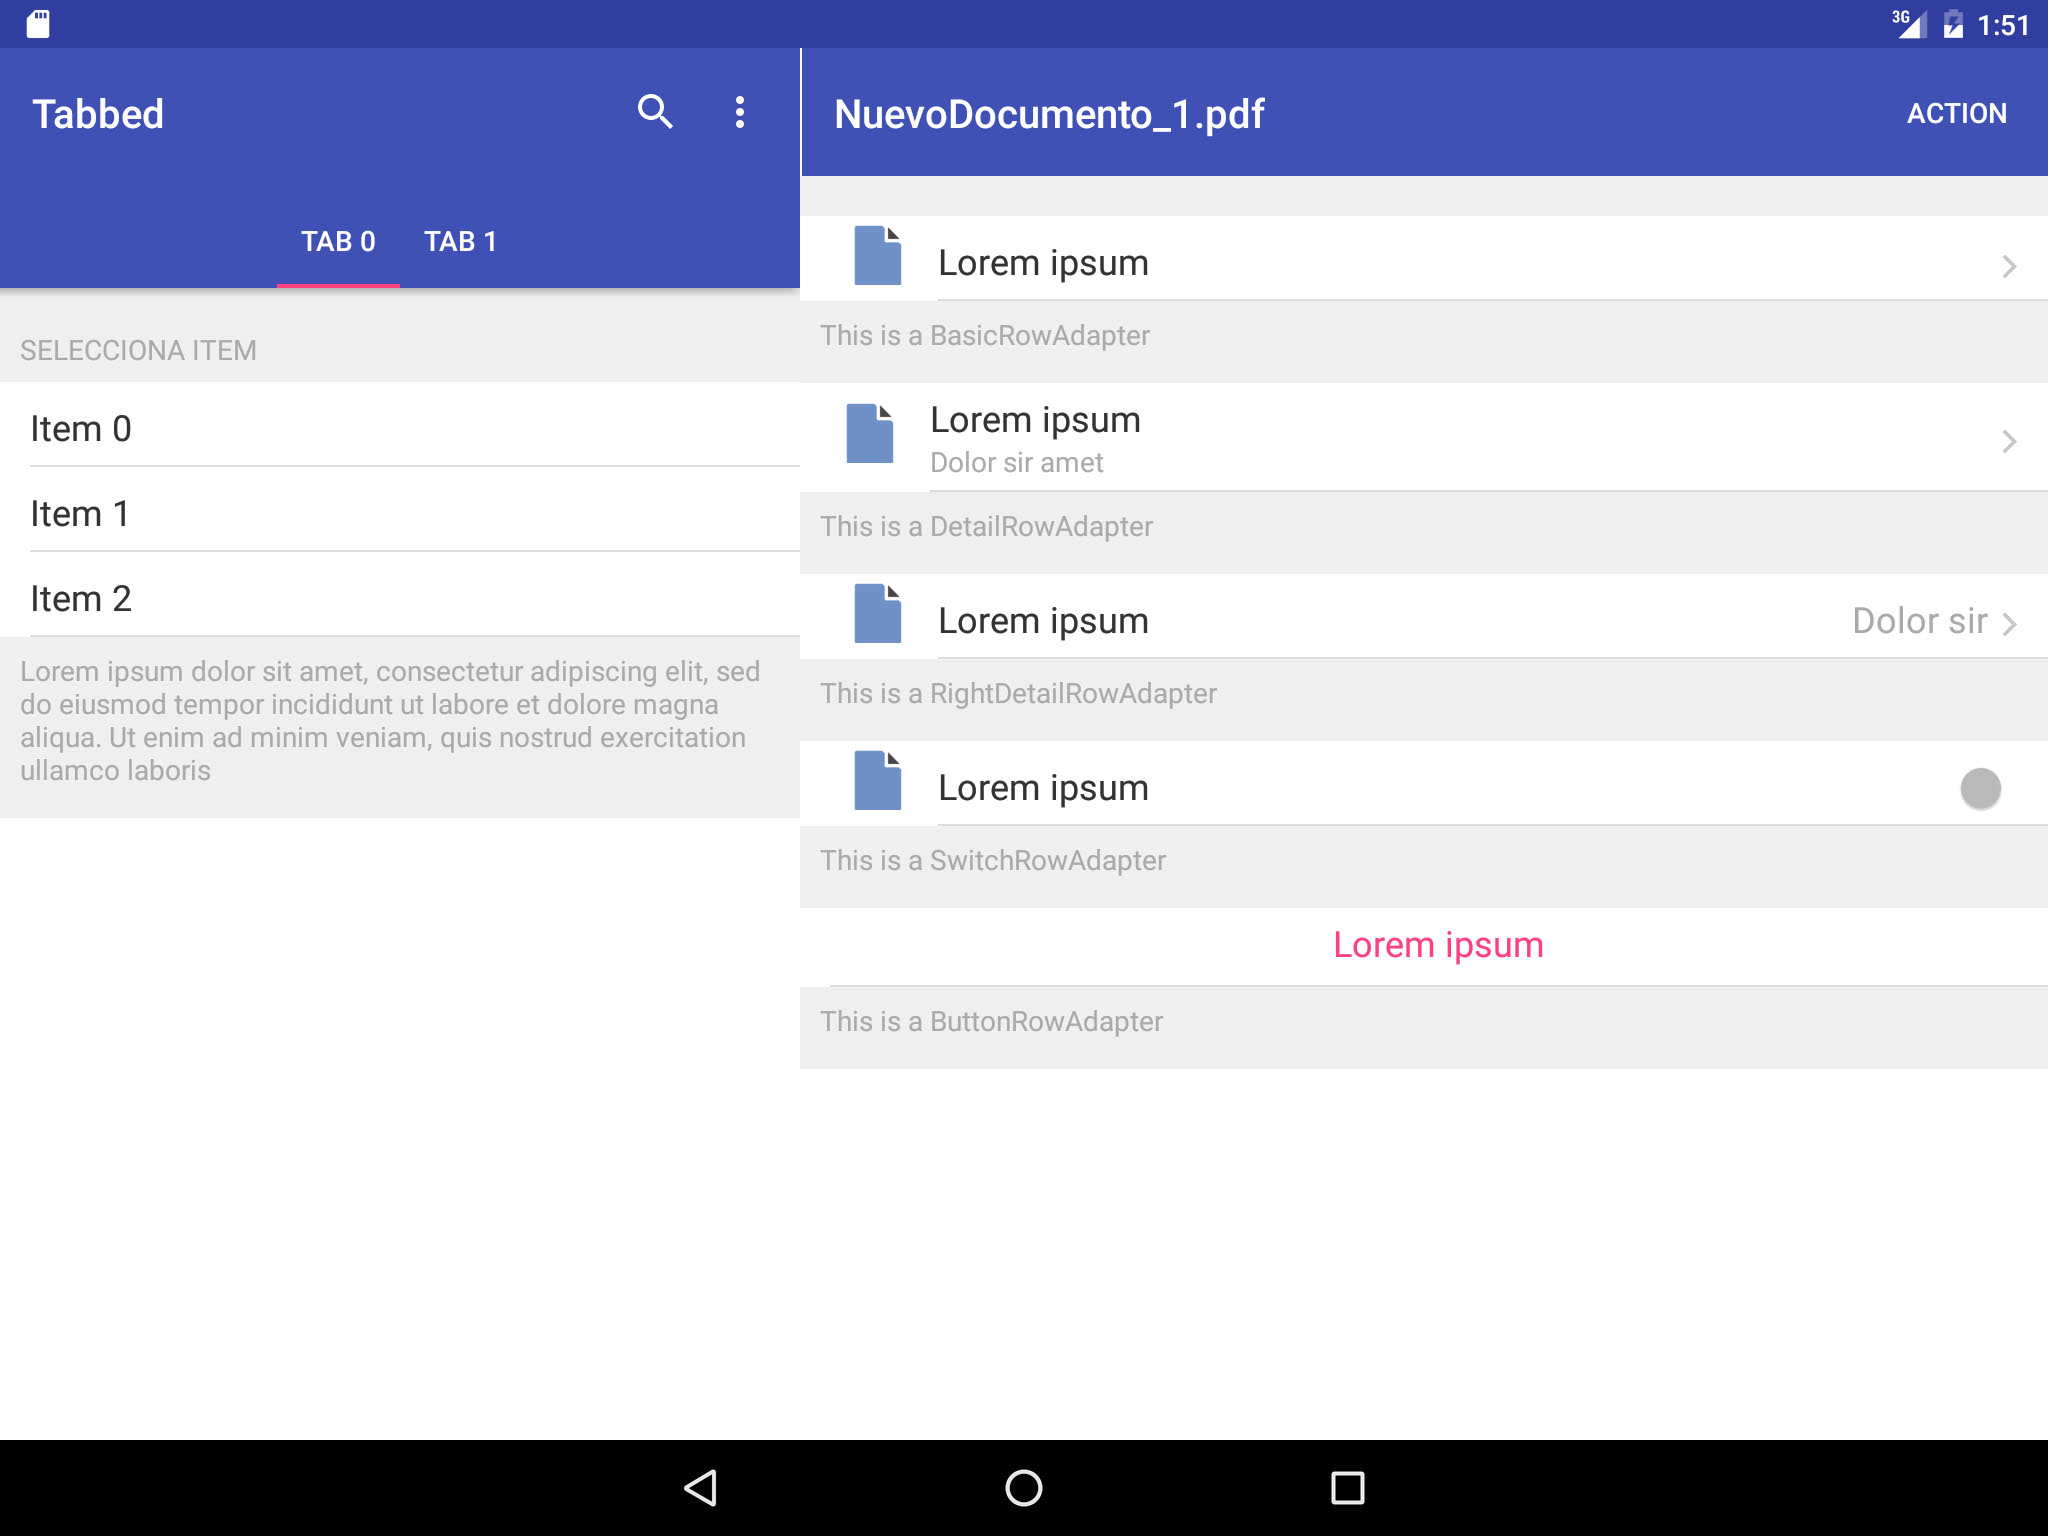 3G 1:51
Tabbed
TAB 0 TAB 1
SELECCIONA ITEM
Item 0
Item 1
Item 2
Lorem ipsum dolor sit amet, consectetur adipiscing elit, sed
do eiusmod tempor incididunt ut labore et dolore magna
aliqua. Ut enim ad minim veniam, quis nostrud exercitation
ullamco laboris
NuevoDocumento_1.pdf ACTION
Lorem ipsum
This is a BasicRowAdapter
Lorem ipsum
Dolor sir amet
This is a DetailRowAdapter
Lorem ipsum Dolor sir
This is a RightDetailRowAdapter
Lorem ipsum
This is a SwitchRowAdapter
Lorem ipsum
This is a ButtonRowAdapter